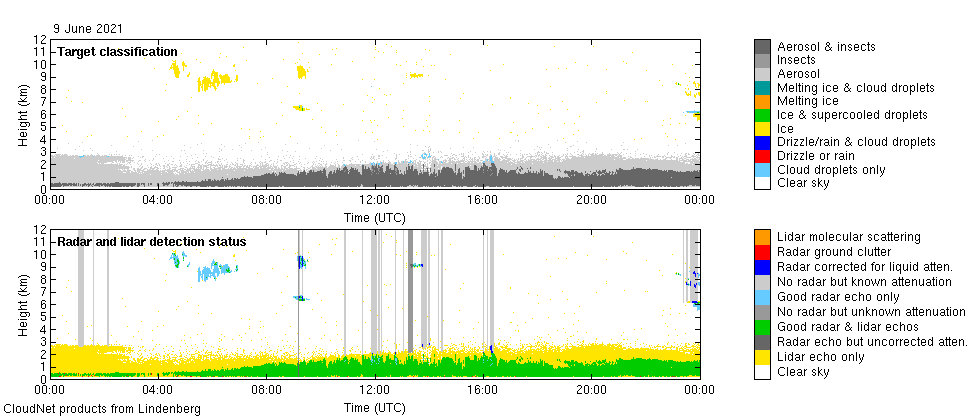 9 June 2021
Target classification
12
11
10
9
8
7
6
5
4
3
2
1
0
Height (km)
00:00 04:00 08:00 12:00 16:00 20:00 00:00
Time (UTC)
Aerosol & insects
Insects
Aerosol
Melting ice & cloud droplets
Melting ice
Ice & supercooled droplets
Ice
Drizzle/rain & cloud droplets
Drizzle or rain
Cloud droplets only
Clear sky
Radar and lidar detection status
12
11
10
9
8
7
6
5
4
3
2
1
0
Height (km)
00:00 04:00 08:00 12:00 16:00 20:00 00:00
Time (UTC)
Lidar molecular scattering
Radar ground clutter
Radar corrected for liquid atten.
No radar but known attenuation
Good radar echo only
No radar but unknown attenuation
Good radar & lidar echos
Radar echo but uncorrected atten.
Lidar echo only
Clear sky
CloudNet products from Lindenberg